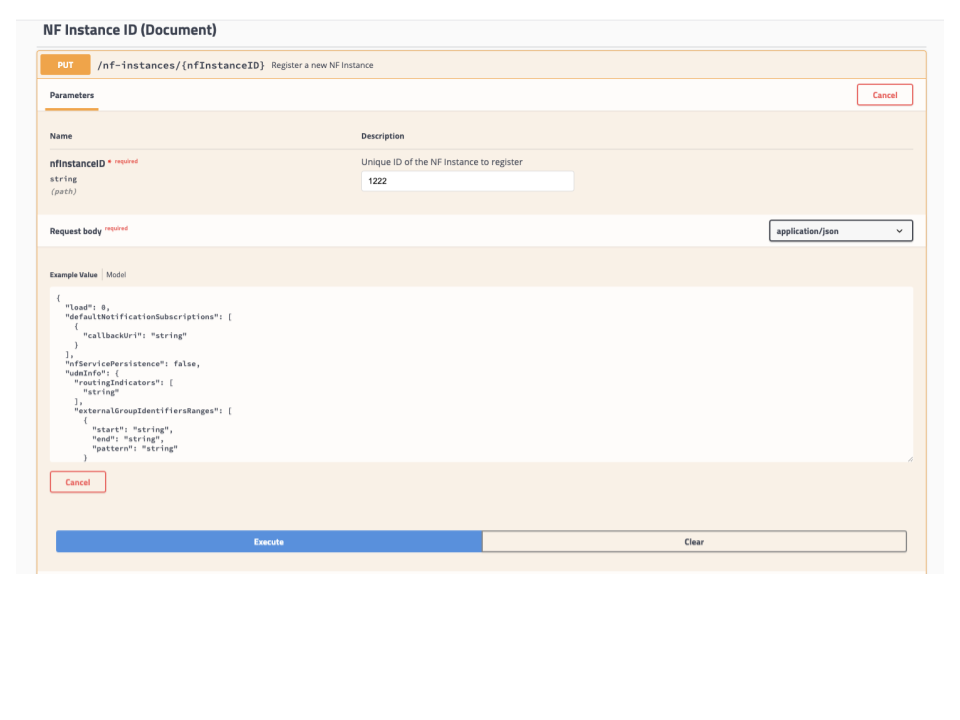 NF Instance ID (Document)
PUT /nf-instances/{nfInstanceID} Register a new NF Instance
Parameters Cancel
Name Description
nfInstanceID * required Unique ID of the NF Instance to register
string 1222
(path)
Request body required application/json
Example Value Model
{
"load": 0,
"defaultNotificationSubscriptions": [
{
"callbackUri": "string"
}
],
"nfServicePersistence": false,
"udmInfo": {
"routingIndicators": [
"string"
],
"externalGroupIdentifiersRanges": [
{
"start": "string",
"end": "string",
"pattern": "string"
}
Cancel
Execute Clear